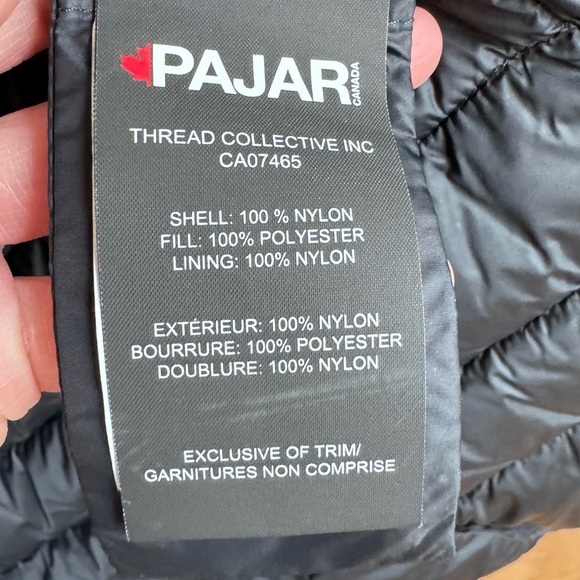 PAJAR CANADA
THREAD COLLECTIVE INC
CA07465
SHELL: 100 % NYLON
FILL: 100% POLYESTER
LINING: 100% NYLON
EXTÉRIEUR: 100% NYLON
BOURRURE: 100% POLYESTER
DOUBLURE: 100% NYLON
EXCLUSIVE OF TRIM/
GARNITURES NON COMPRISE